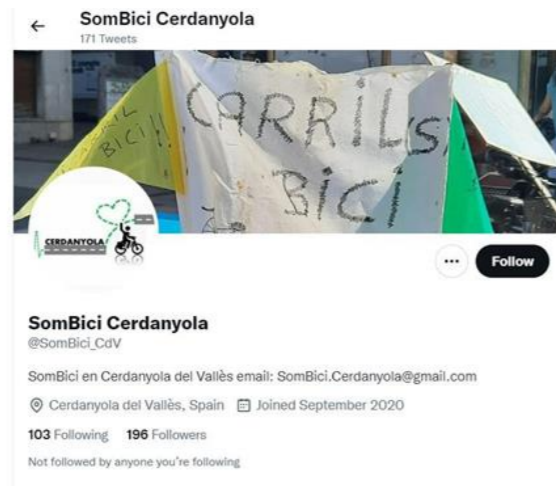 SomBici Cerdanyola
171 Tweets
CARRIL(S)
BICI!!
BICI
CERDANYOLA
Follow
SomBici Cerdanyola
@SomBici_CdV
SomBici en Cerdanyola del Vallès email: SomBici.Cerdanyola@gmail.com
Cerdanyola del Vallès, Spain Joined September 2020
103 Following 196 Followers
Not followed by anyone you're following